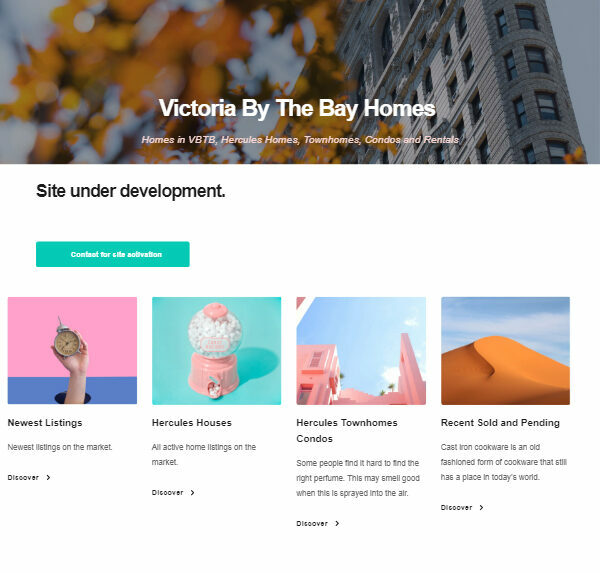 Victoria By The Bay Homes
Homes in VBTB, Hercules Homes, Townhomes, Condos and Rentals
Site under development.
Contact for site activation
Newest Listings
Newest listings on the market.
Discover
Hercules Houses
All active home listings on the
market.
Discover
Hercules Townhomes
Condos
Some people find it hard to find the
right perfume. This may smell good
when this is sprayed into the air.
Discover
Recent Sold and Pending
Cast iron cookware is an old
fashioned form of cookware that still
has a place in today's world.
Discover